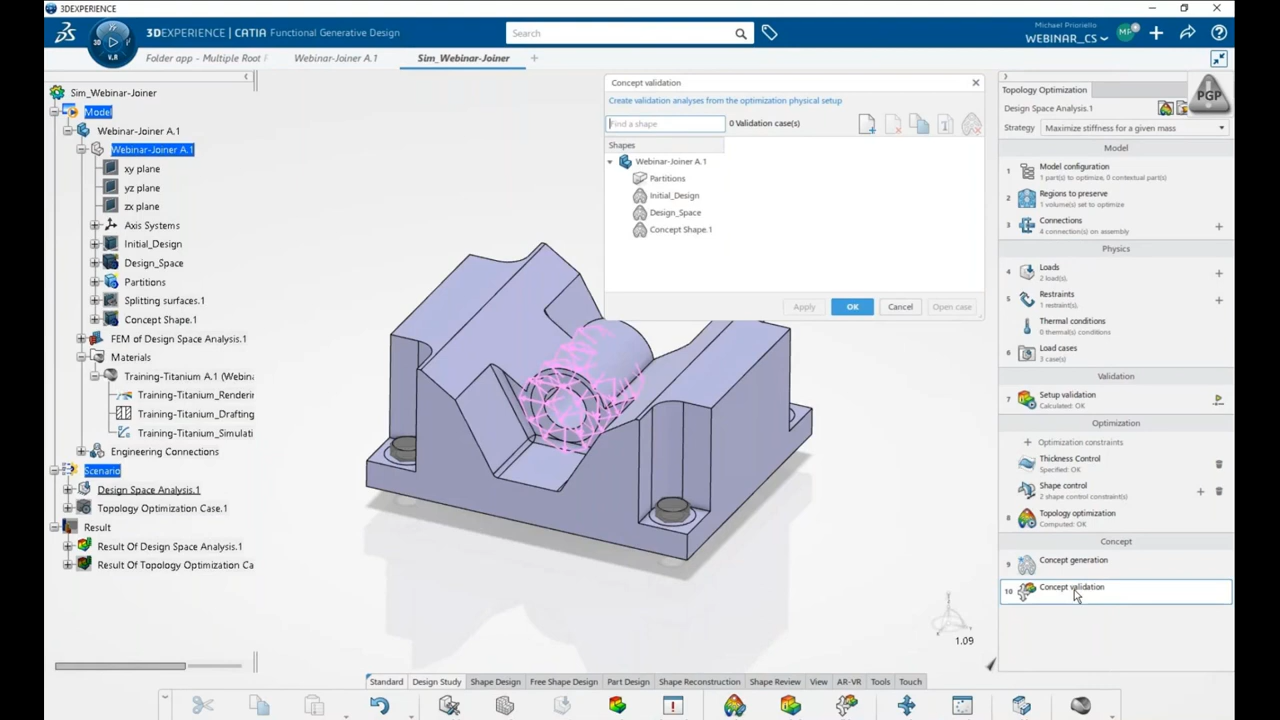 3DEXPERIENCE
3DEXPERIENCE | CATIA Functional Generative Design
Search
Michael Prioriello
WEBINAR_CS
MP
3D
V.R
Folder app - Multiple Root F
Webinar-Joiner A.1
Sim_Webinar-Joiner
Sim_Webinar-Joiner
Model
Webinar-Joiner A.1
Webinar-Joiner A.1
xy plane
yz plane
zx plane
Axis Systems
Initial_Design
Design_Space
Partitions
Splitting surfaces.1
Concept Shape.1
FEM of Design Space Analysis.1
Materials
Training-Titanium A.1 (Webina
Training-Titanium_Renderin
Training-Titanium_Drafting
Training-Titanium_Simulati
Engineering Connections
Scenario
Design Space Analysis.1
Topology Optimization Case.1
Result
Result Of Design Space Analysis.1
Result Of Topology Optimization Ca
Concept validation
Create validation analyses from the optimization physical setup
Find a shape
0 Validation case(s)
Shapes
Webinar-Joiner A.1
Partitions
Initial_Design
Design_Space
Concept Shape.1
Apply
OK
Cancel
Open case
1.09
Topology Optimization
PGP
Design Space Analysis.1
Strategy
Maximize stiffness for a given mass
Model
1
Model configuration
1 part(s) to optimize, 0 contextual part(s)
2
Regions to preserve
1 volume(s) set to optimize
3
Connections
4 connection(s) on assembly
Physics
4
Loads
2 load(s),
5
Restraints
1 restraint(s),
Thermal conditions
0 thermal(s) conditions
6
Load cases
3 case(s)
Validation
7
Setup validation
Calculated: OK
Optimization
Optimization constraints
Thickness Control
Specified: OK
Shape control
2 shape control constraint(s)
8
Topology optimization
Computed: OK
Concept
9
Concept generation
10
Concept validation
Standard
Design Study
Shape Design
Free Shape Design
Part Design
Shape Reconstruction
Shape Review
View
AR-VR
Tools
Touch